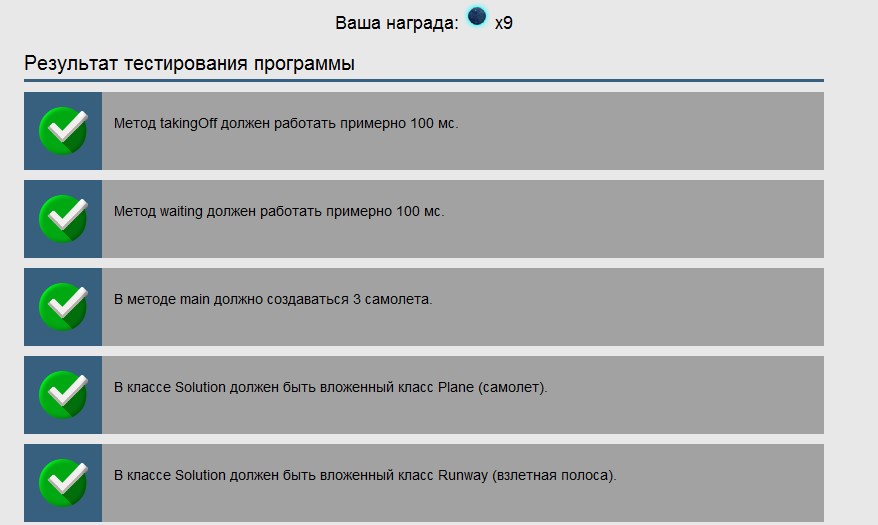 Ваша награда: x9
Результат тестирования программы
Метод takingOff должен работать примерно 100 мс.
Метод waiting должен работать примерно 100 мс.
В методе main должно создаваться 3 самолета.
В классе Solution должен быть вложенный класс Plane (самолет).
В классе Solution должен быть вложенный класс Runway (взлетная полоса).